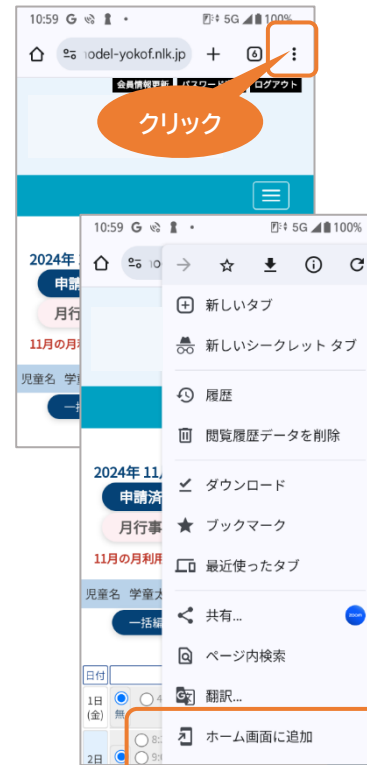 10:59 G 5G 100%
nodel-yokof.nlk.jp + 6
会員情報更新 ログアウト
クリック
2024年
11月の月
児童名
10:59 G 5G 100%
新しいタブ
新しいシークレット タブ
履歴
閲覧履歴データを削除
2024年 11
ダウンロード
申請済
ブックマーク
月行事
11月の月利用
最近使ったタブ
児童名 学童太
共有...
zoom
一括編
ページ内検索
日付
翻訳...
1日
(金)
無
ホーム画面に追加
2日